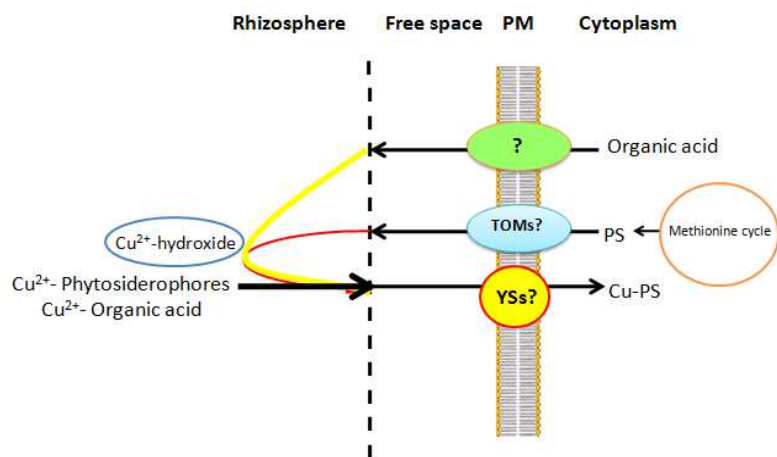 Rhizosphere Free space PM Cytoplasm
? Organic acid
TOMs? PS Methionine cycle
Cu²⁺-hydroxide
Cu²⁺- Phytosiderophores
Cu²⁺- Organic acid
YSs? Cu-PS